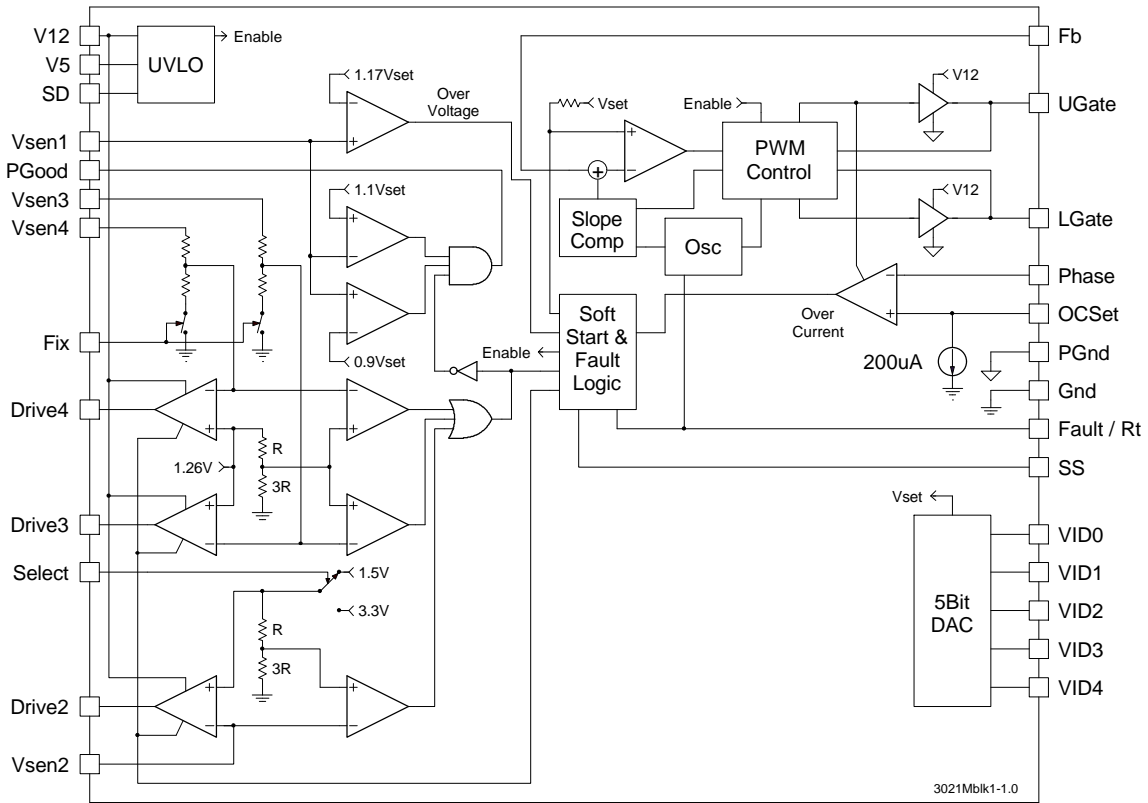 V12
V5
SD
Vsen1
PGood
Vsen3
Vsen4
Fix
Drive4
Drive3
Select
Drive2
Vsen2
UVLO
Enable
1.17Vset
−
+
Over
Voltage
1.1Vset
+
−
+
−
0.9Vset
Enable
−
+
1.26V
R
3R
+
−
−
+
+
−
1.5V
3.3V
R
3R
+
−
+
−
Vset
Enable
+
−
+
Slope
Comp
PWM
Control
Osc
V12
V12
Soft
Start &
Fault
Logic
Over
Current
−
+
200uA
Vset
5Bit
DAC
Fb
UGate
LGate
Phase
OCSet
PGnd
Gnd
Fault / Rt
SS
VID0
VID1
VID2
VID3
VID4
3021Mblk1-1.0